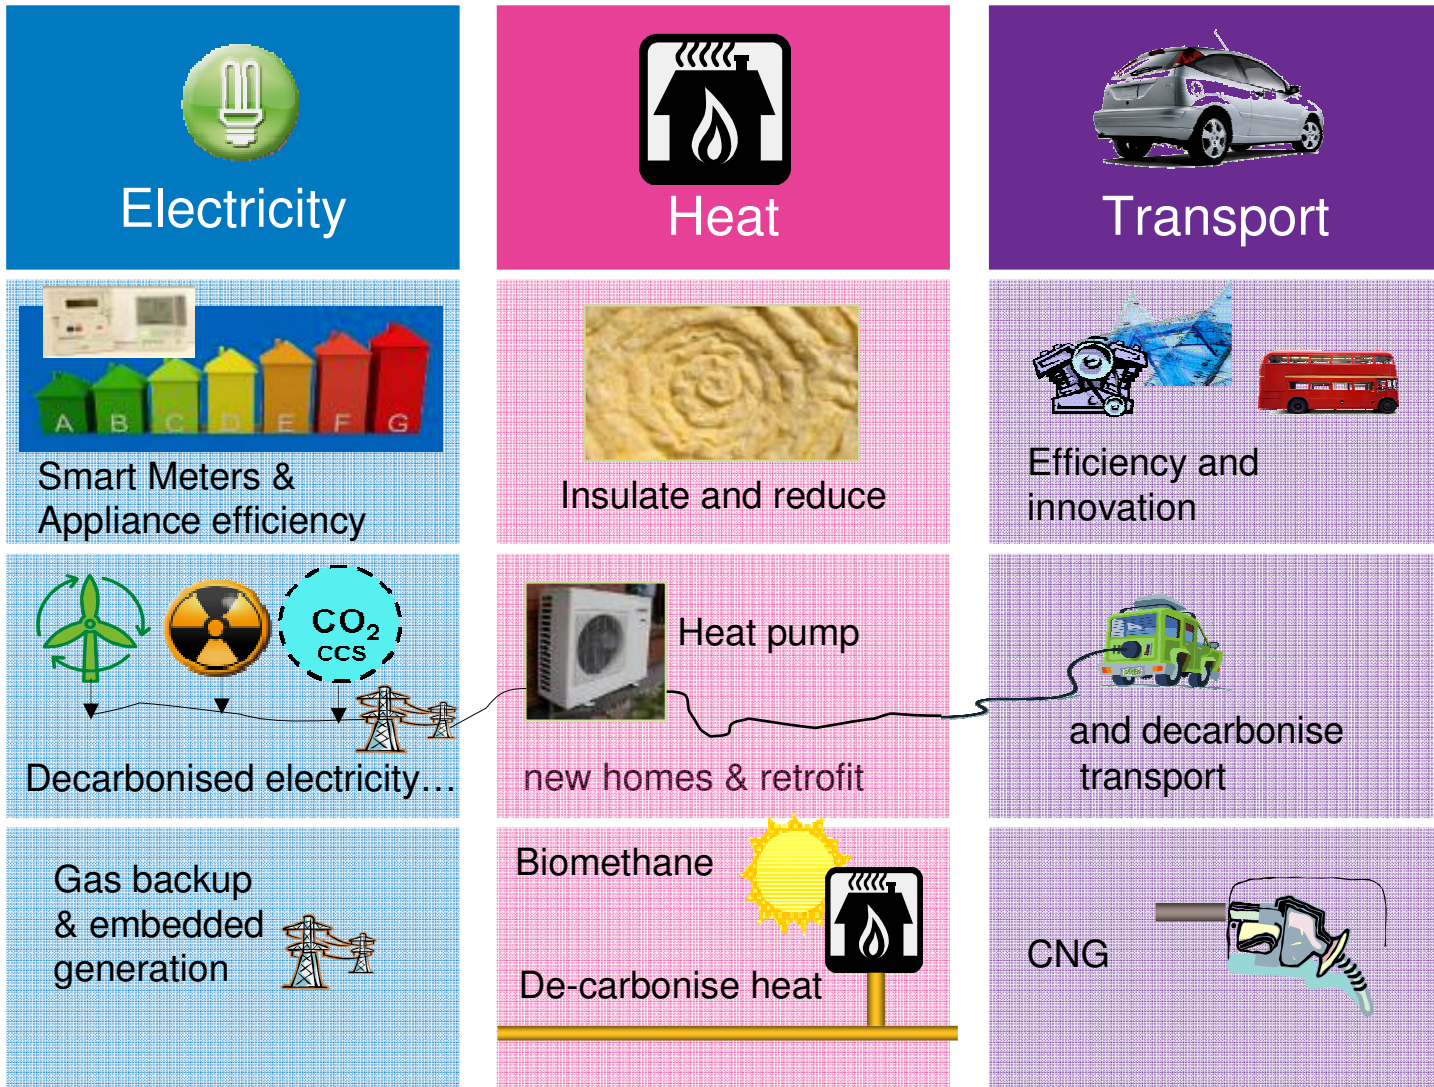 Electricity
Heat
Transport
A B C D E F G
Smart Meters &
Appliance efficiency
Insulate and reduce
Efficiency and
innovation
CO2
CCS
Decarbonised electricity…
Heat pump
new homes & retrofit
and decarbonise
transport
Gas backup
& embedded
generation
Biomethane
De-carbonise heat
CNG